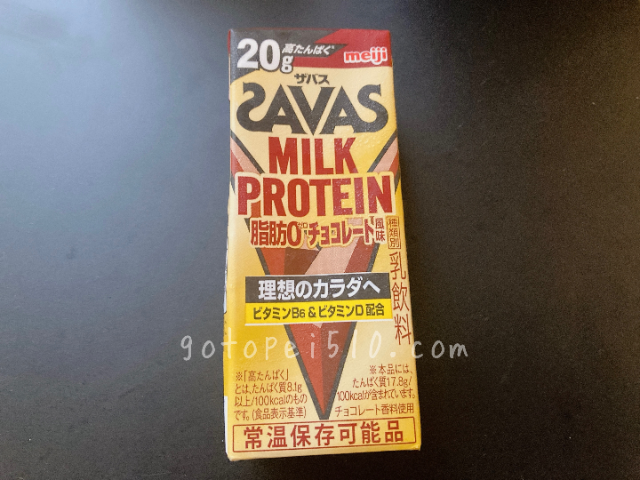 20g
高たんぱく※
meiji
ザバス
SAVAS
MILK
PROTEIN
脂肪0 ゼロ チョコレート風味
種類別 乳飲料
理想のカラダへ
ビタミンB6 & ビタミンD 配合
gotopei510.com
※「高たんぱく」
とは、たんぱく質8.1g
以上/100kcalのもの
です。(食品表示基準)
※本品には、
たんぱく質17.8g/
100kcalが含まれています。
チョコレート香料使用
常温保存可能品